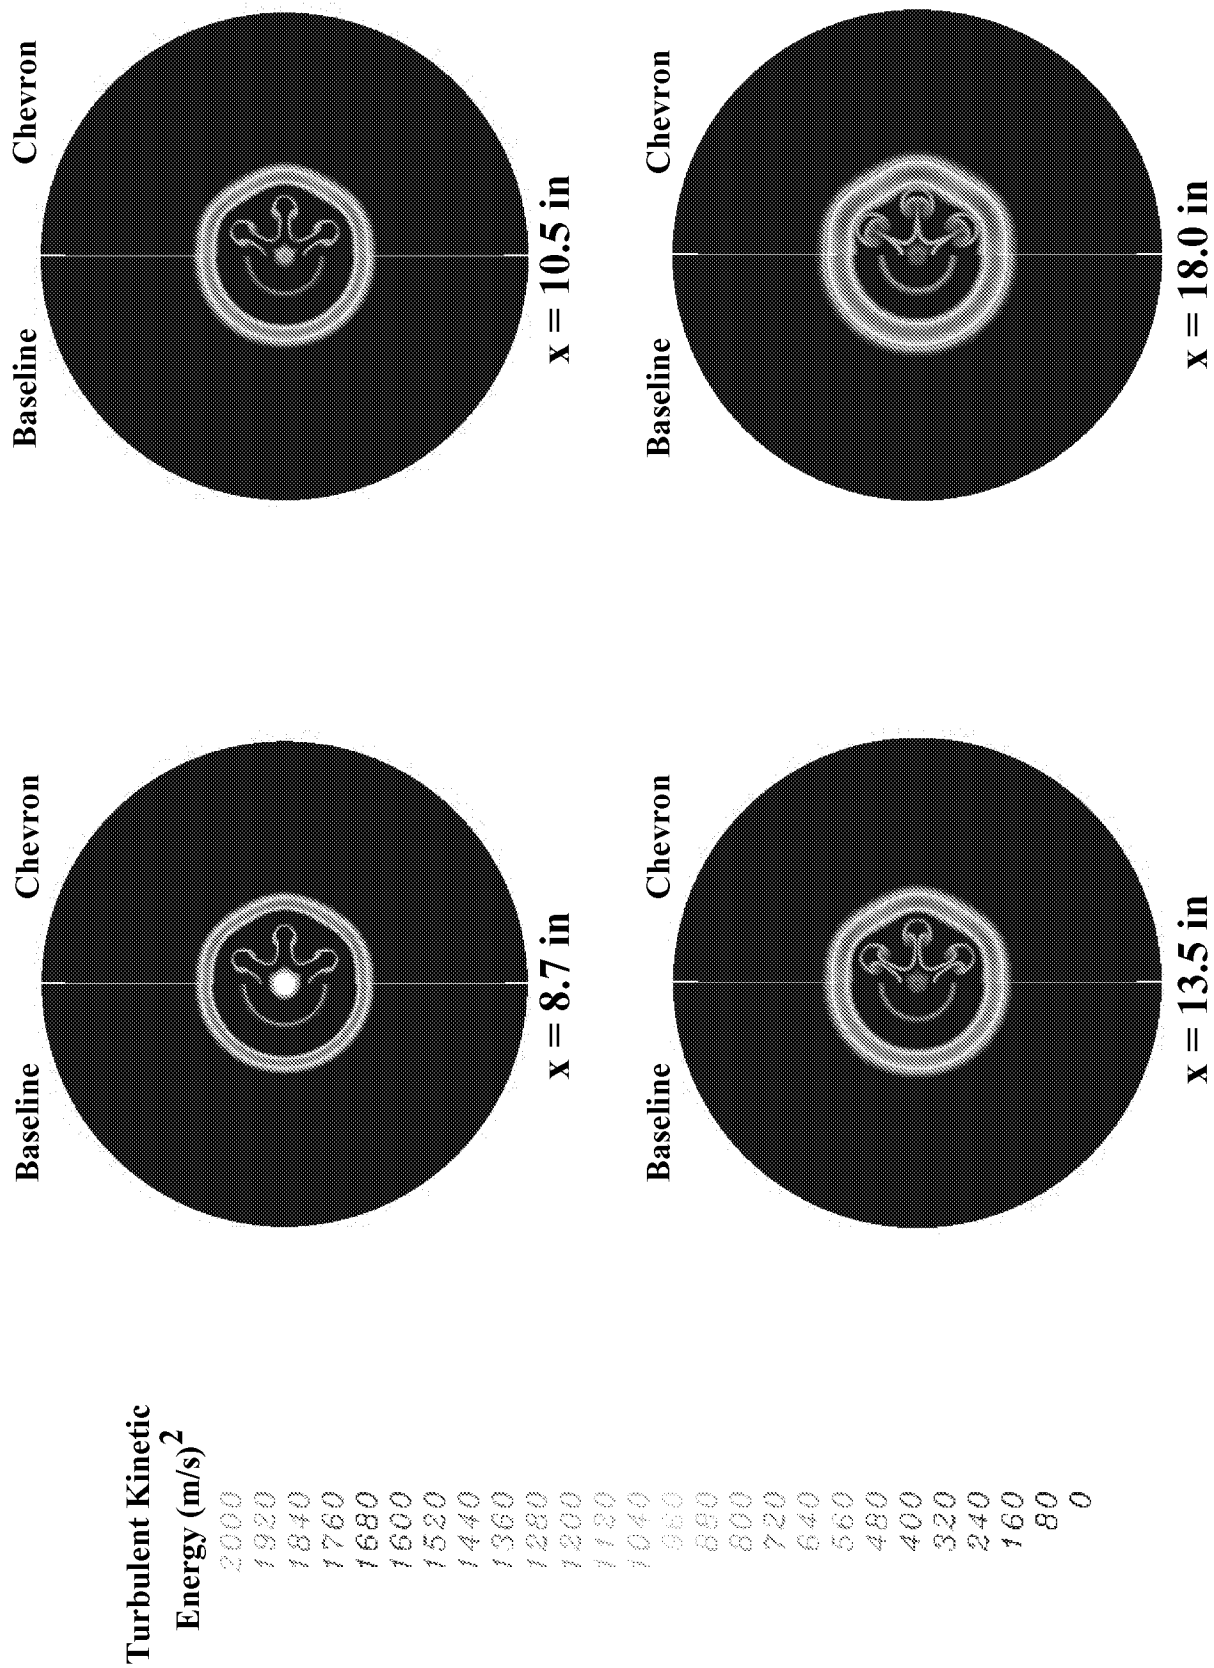 Turbulent Kinetic
Energy (m/s)2
2000
1920
1840
1760
1680
1600
1520
1440
1360
1280
1200
1120
1040
960
880
800
720
640
560
480
400
320
240
160
80
0
Baseline Chevron
x = 8.7 in
Baseline Chevron
x = 10.5 in
Baseline Chevron
x = 13.5 in
Baseline Chevron
x = 18.0 in